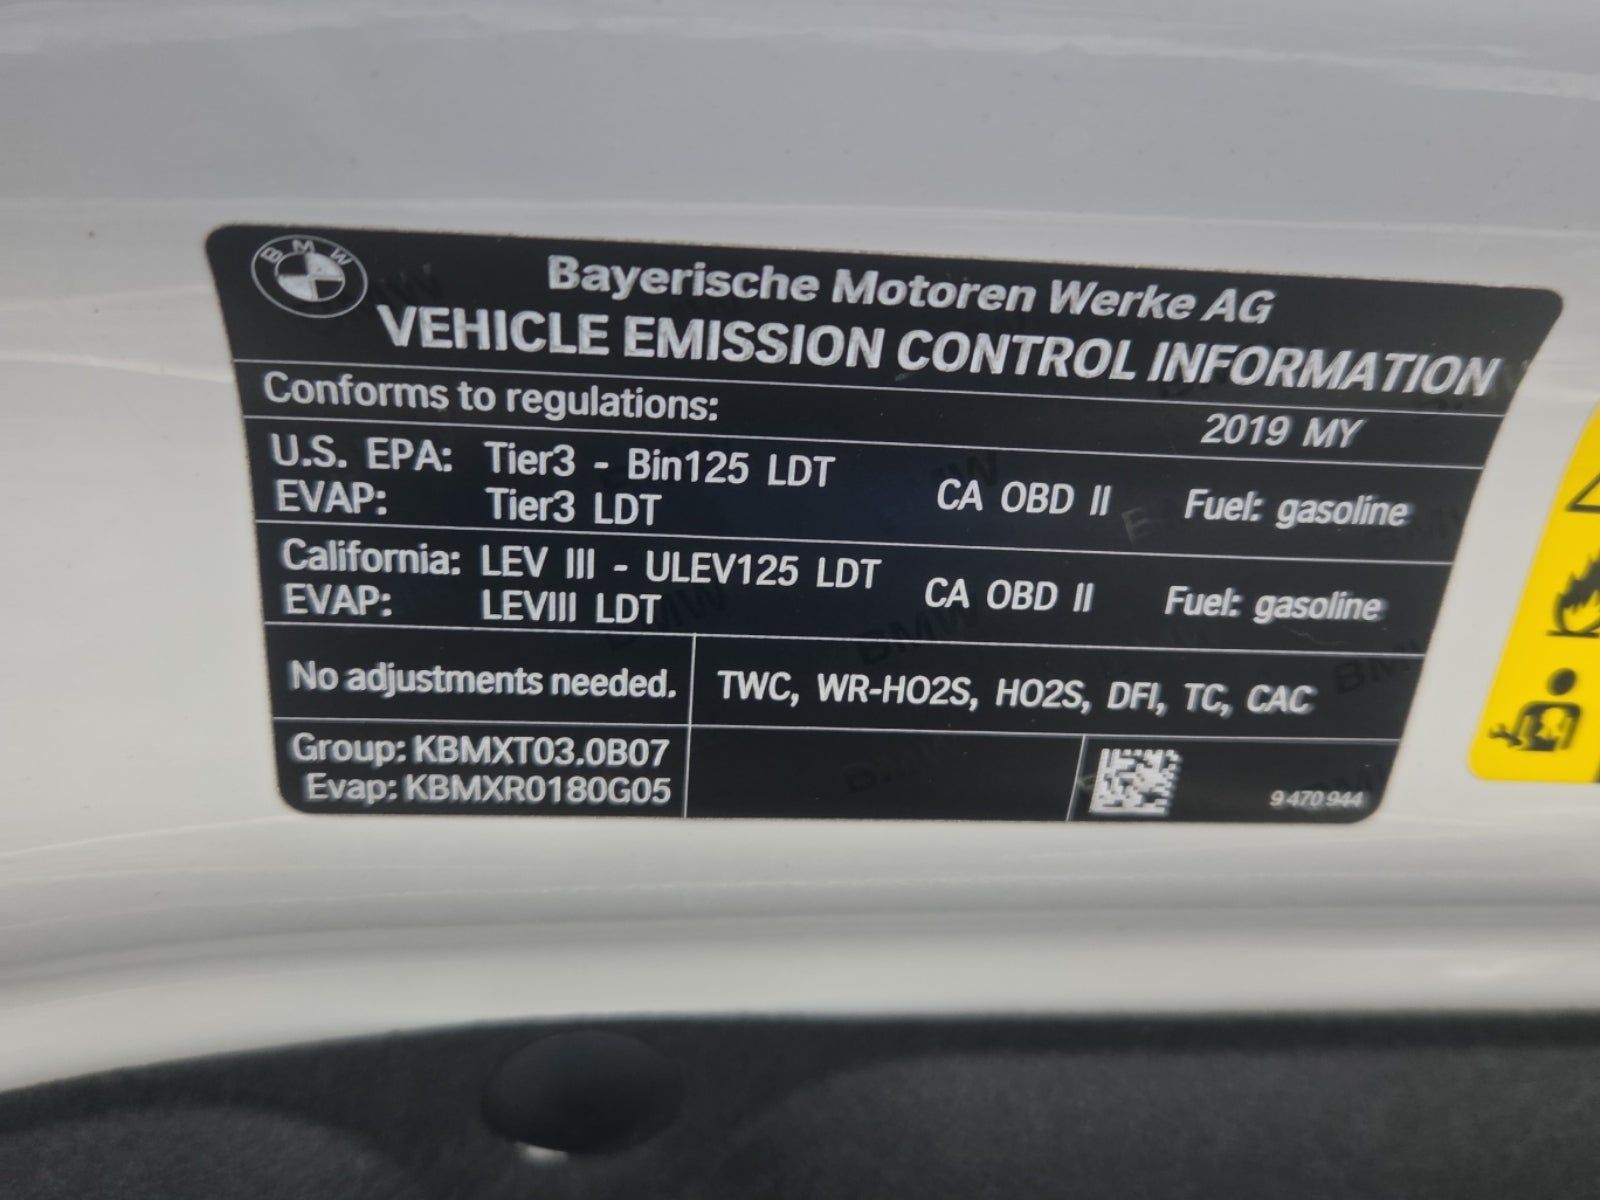 BMW
Bayerische Motoren Werke AG
VEHICLE EMISSION CONTROL INFORMATION
Conforms to regulations:
2019 MY
U.S. EPA: Tier3 - Bin125 LDT
EVAP: Tier3 LDT
CA OBD II Fuel: gasoline
California: LEV III - ULEV125 LDT
EVAP: LEVIII LDT
CA OBD II Fuel: gasoline
No adjustments needed.
TWC, WR-HO2S, HO2S, DFI, TC, CAC
Group: KBMXT03.0B07
Evap: KBMXR0180G05
9 470 944